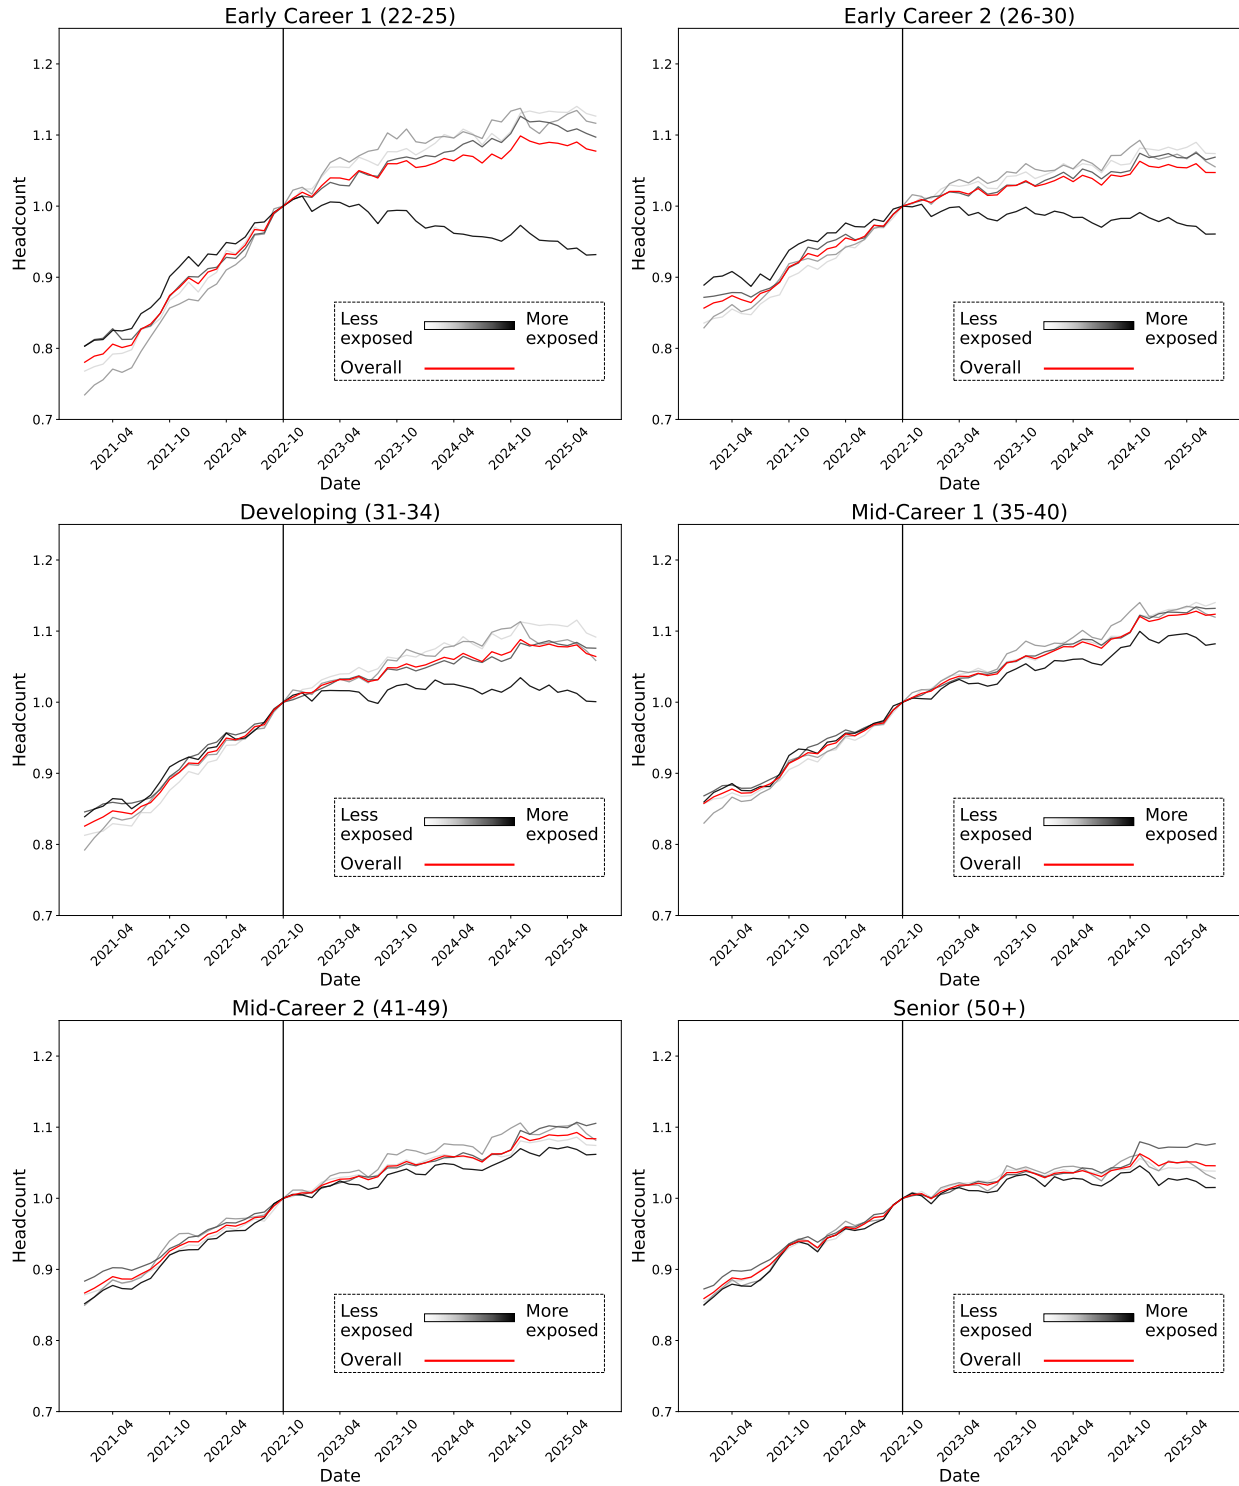 Early Career 1 (22-25)
1.2
1.1
1.0
0.9
0.8
0.7
Headcount
2021-04
2021-10
2022-04
2022-10
2023-04
2023-10
2024-04
2024-10
2025-04
Date
Less exposed
More exposed
Overall
Early Career 2 (26-30)
1.2
1.1
1.0
0.9
0.8
0.7
Headcount
2021-04
2021-10
2022-04
2022-10
2023-04
2023-10
2024-04
2024-10
2025-04
Date
Less exposed
More exposed
Overall
Developing (31-34)
1.2
1.1
1.0
0.9
0.8
0.7
Headcount
2021-04
2021-10
2022-04
2022-10
2023-04
2023-10
2024-04
2024-10
2025-04
Date
Less exposed
More exposed
Overall
Mid-Career 1 (35-40)
1.2
1.1
1.0
0.9
0.8
0.7
Headcount
2021-04
2021-10
2022-04
2022-10
2023-04
2023-10
2024-04
2024-10
2025-04
Date
Less exposed
More exposed
Overall
Mid-Career 2 (41-49)
1.2
1.1
1.0
0.9
0.8
0.7
Headcount
2021-04
2021-10
2022-04
2022-10
2023-04
2023-10
2024-04
2024-10
2025-04
Date
Less exposed
More exposed
Overall
Senior (50+)
1.2
1.1
1.0
0.9
0.8
0.7
Headcount
2021-04
2021-10
2022-04
2022-10
2023-04
2023-10
2024-04
2024-10
2025-04
Date
Less exposed
More exposed
Overall